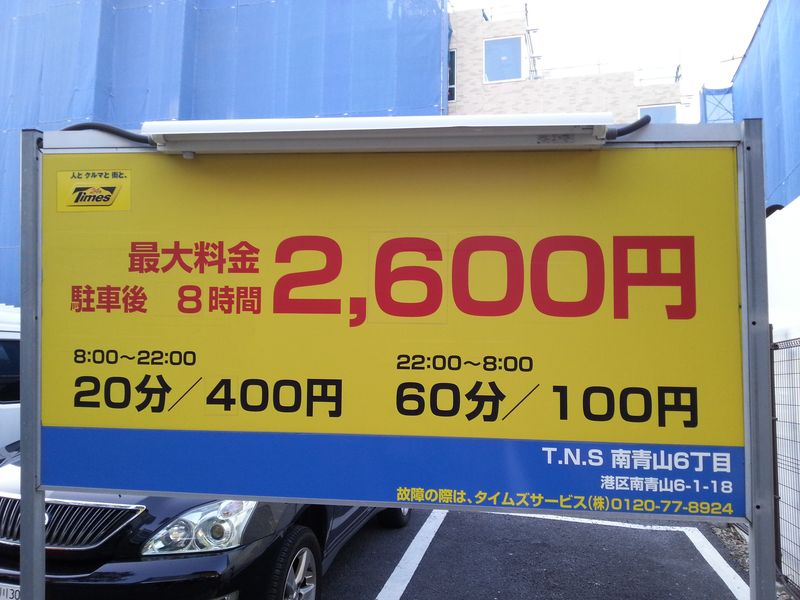 人と クルマと 街と、
24h
Times
最大料金
駐車後 8時間
2,600円
8:00～22:00
20分／400円
22:00～8:00
60分／100円
T.N.S 南青山6丁目
港区南青山6-1-18
故障の際は、タイムズサービス(株)0120-77-8924
川30